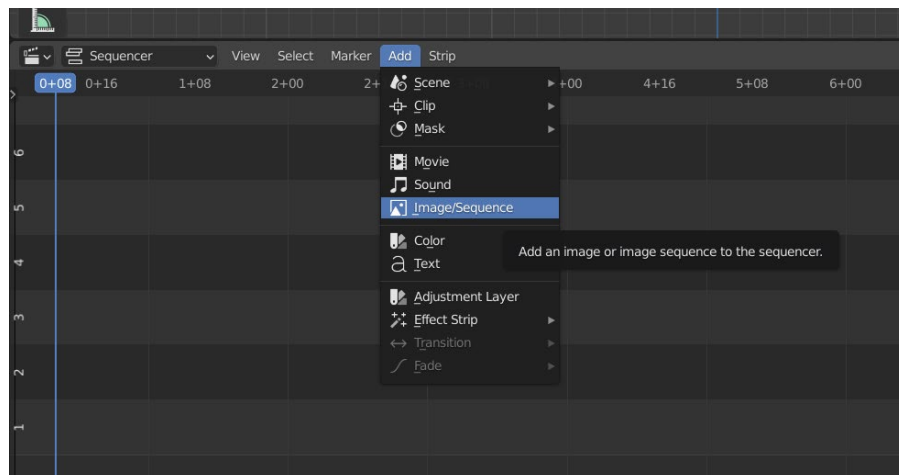 Sequencer View Select Marker Add Strip
0+08 0+16 1+08 2+00 2+ +00 4+16 5+08 6+00
Scene
Clip
Mask
Movie
Sound
Image/Sequence
Color
Text
Add an image or image sequence to the sequencer.
Adjustment Layer
Effect Strip
Transition
Fade
6
5
4
3
2
1